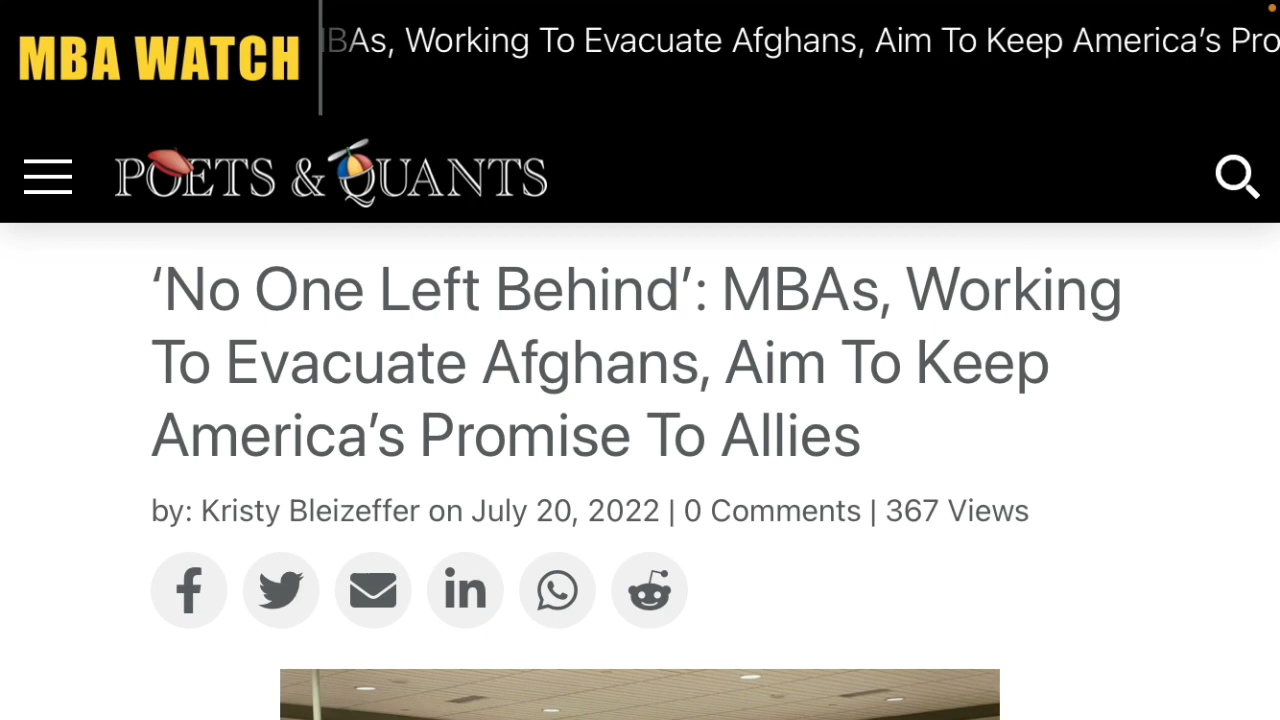 MBA WATCH
BAs, Working To Evacuate Afghans, Aim To Keep America’s Pro
POETS & QUANTS
‘No One Left Behind’: MBAs, Working
To Evacuate Afghans, Aim To Keep
America’s Promise To Allies
by: Kristy Bleizeffer on July 20, 2022 | 0 Comments | 367 Views